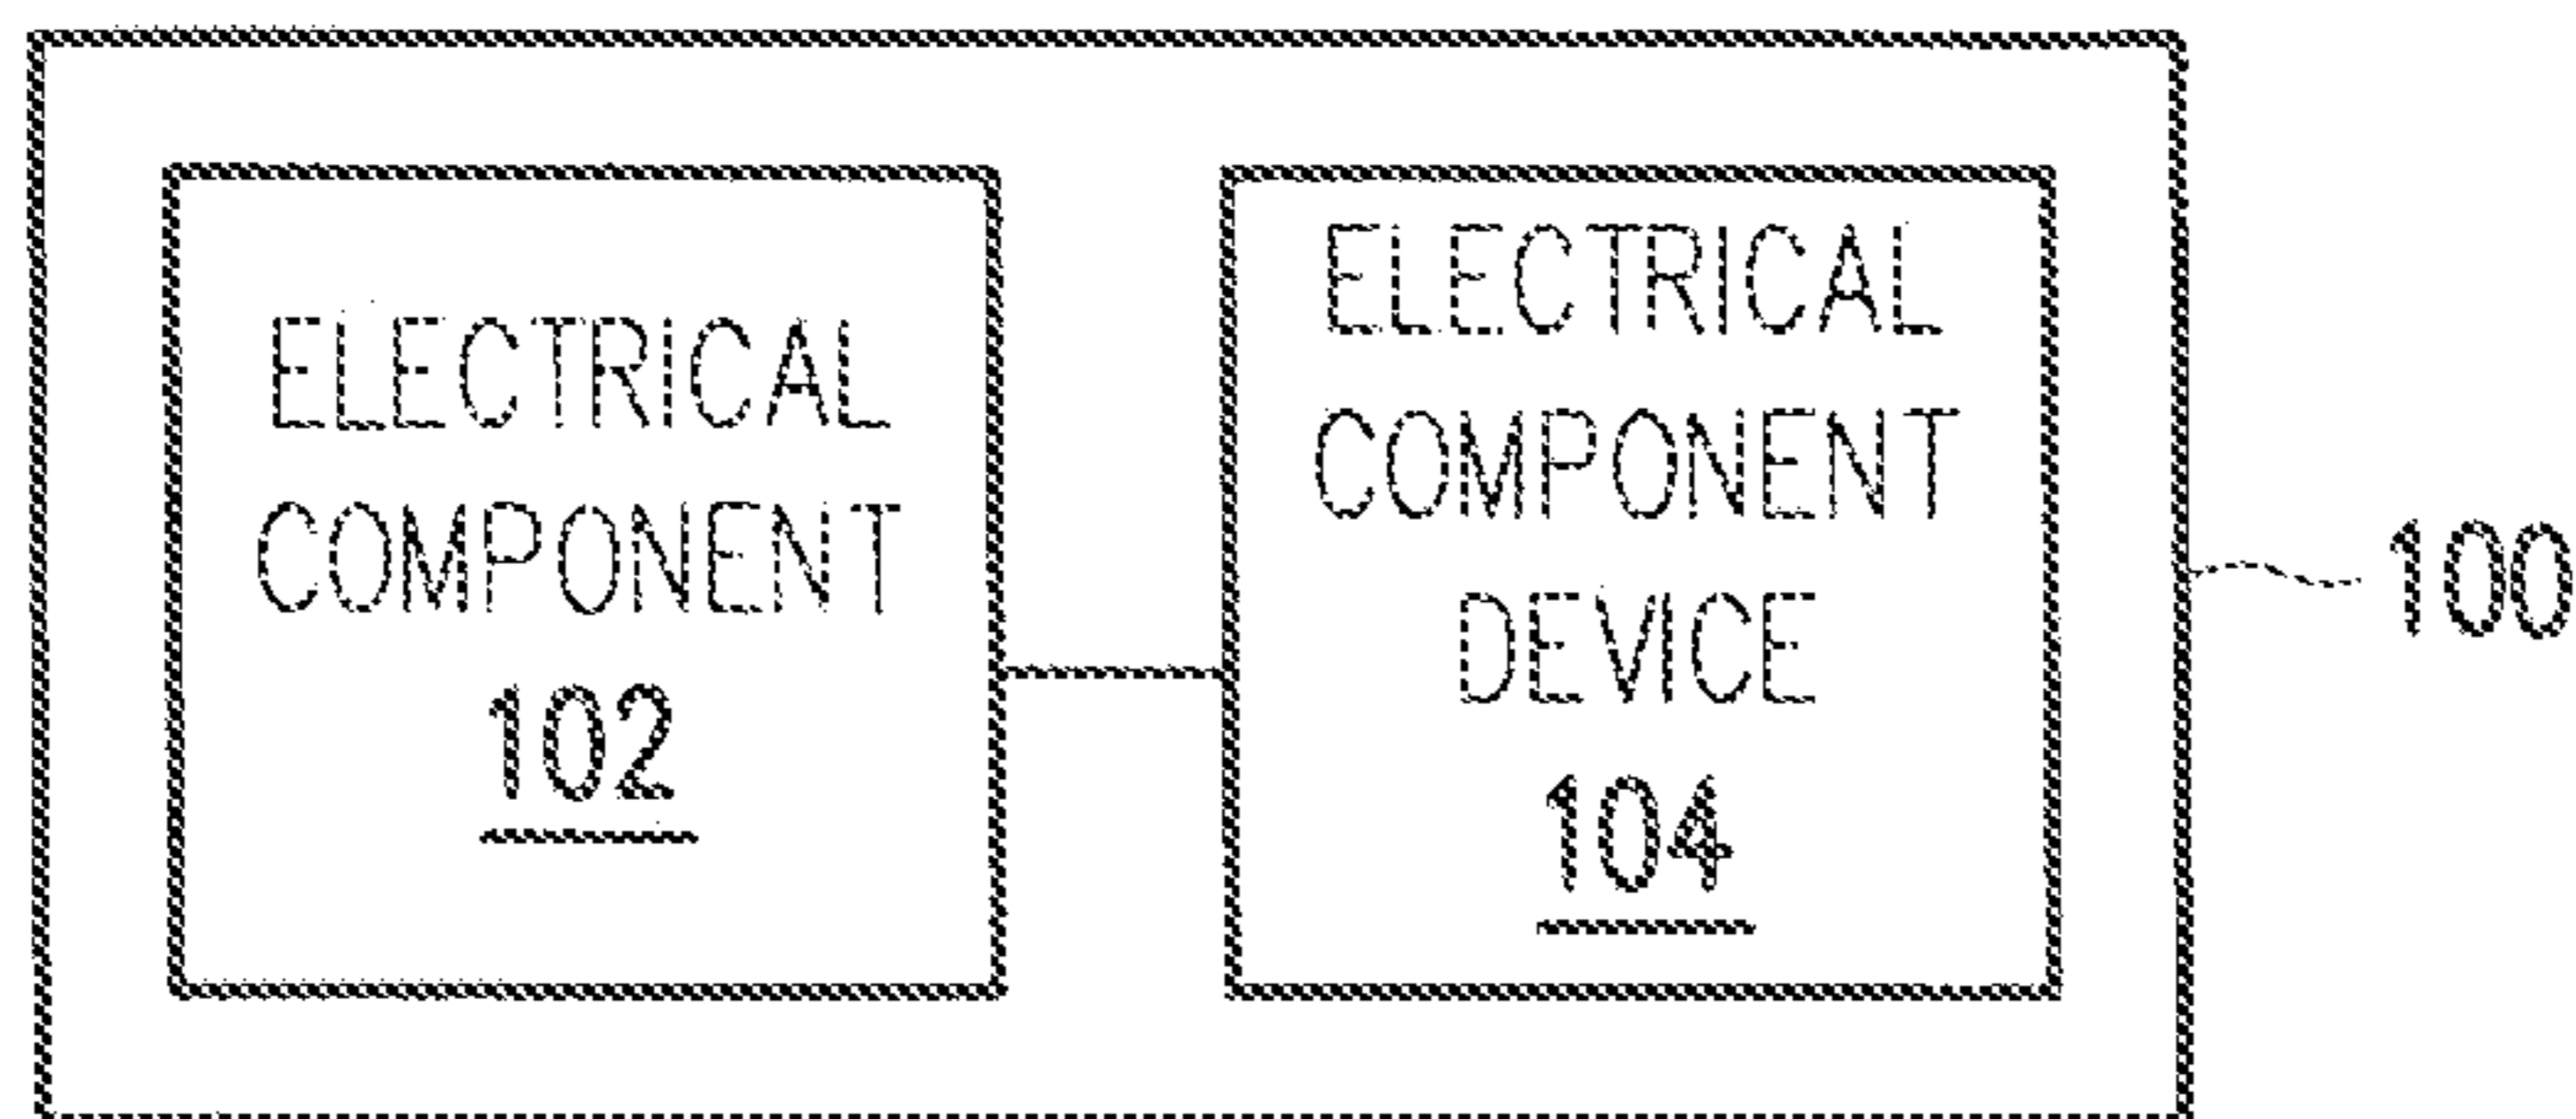 ELECTRICAL
COMPONENT
102
ELECTRICAL
COMPONENT
DEVICE
104
100